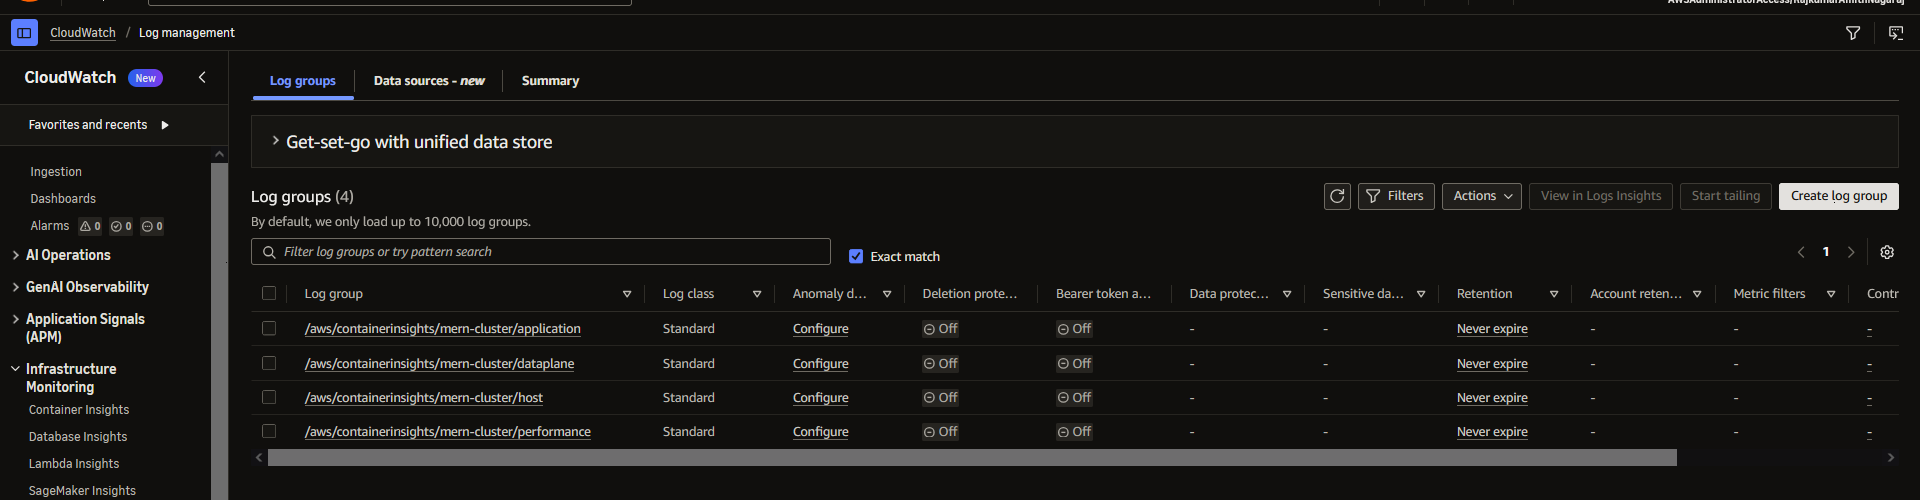 CloudWatch / Log management
CloudWatch New
Log groups Data sources - new Summary
Favorites and recents
Get-set-go with unified data store
Ingestion
Dashboards
Alarms 0 0 0
AI Operations
GenAI Observability
Application Signals (APM)
Infrastructure Monitoring
Container Insights
Database Insights
Lambda Insights
SageMaker Insights
Log groups (4)
Filters Actions View in Logs Insights Start tailing Create log group
By default, we only load up to 10,000 log groups.
Filter log groups or try pattern search Exact match 1
Log group Log class Anomaly d... Deletion prote... Bearer token a... Data protec... Sensitive da... Retention Account reten... Metric filters Contr
/aws/containerinsights/mern-cluster/application Standard Configure Off Off - - Never expire - - -
/aws/containerinsights/mern-cluster/dataplane Standard Configure Off Off - - Never expire - - -
/aws/containerinsights/mern-cluster/host Standard Configure Off Off - - Never expire - - -
/aws/containerinsights/mern-cluster/performance Standard Configure Off Off - - Never expire - - -